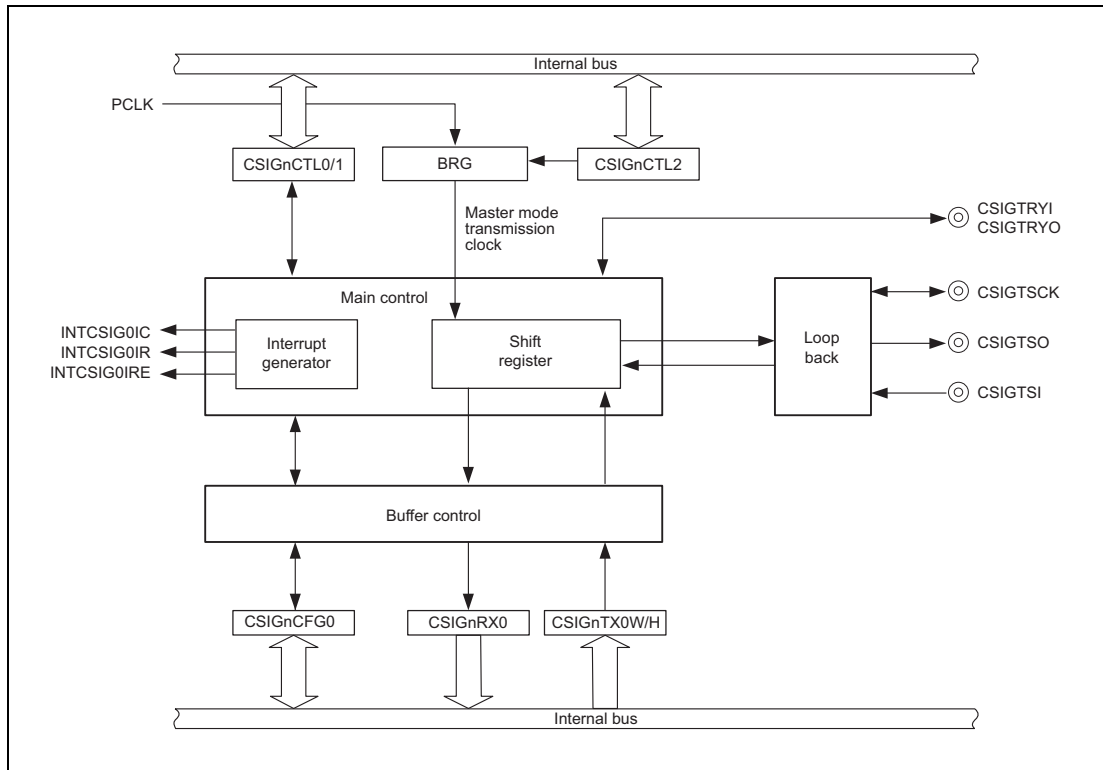 Internal bus
PCLK
CSIGnCTL0/1
BRG
CSIGnCTL2
Master mode
transmission
clock
CSIGTRYI
CSIGTRYO
Main control
CSIGTSCK
INTCSIG0IC
INTCSIG0IR
INTCSIG0IRE
Interrupt
generator
Shift
register
Loop
back
CSIGTSO
CSIGTSI
Buffer control
CSIGnCFG0
CSIGnRX0
CSIGnTX0W/H
Internal bus